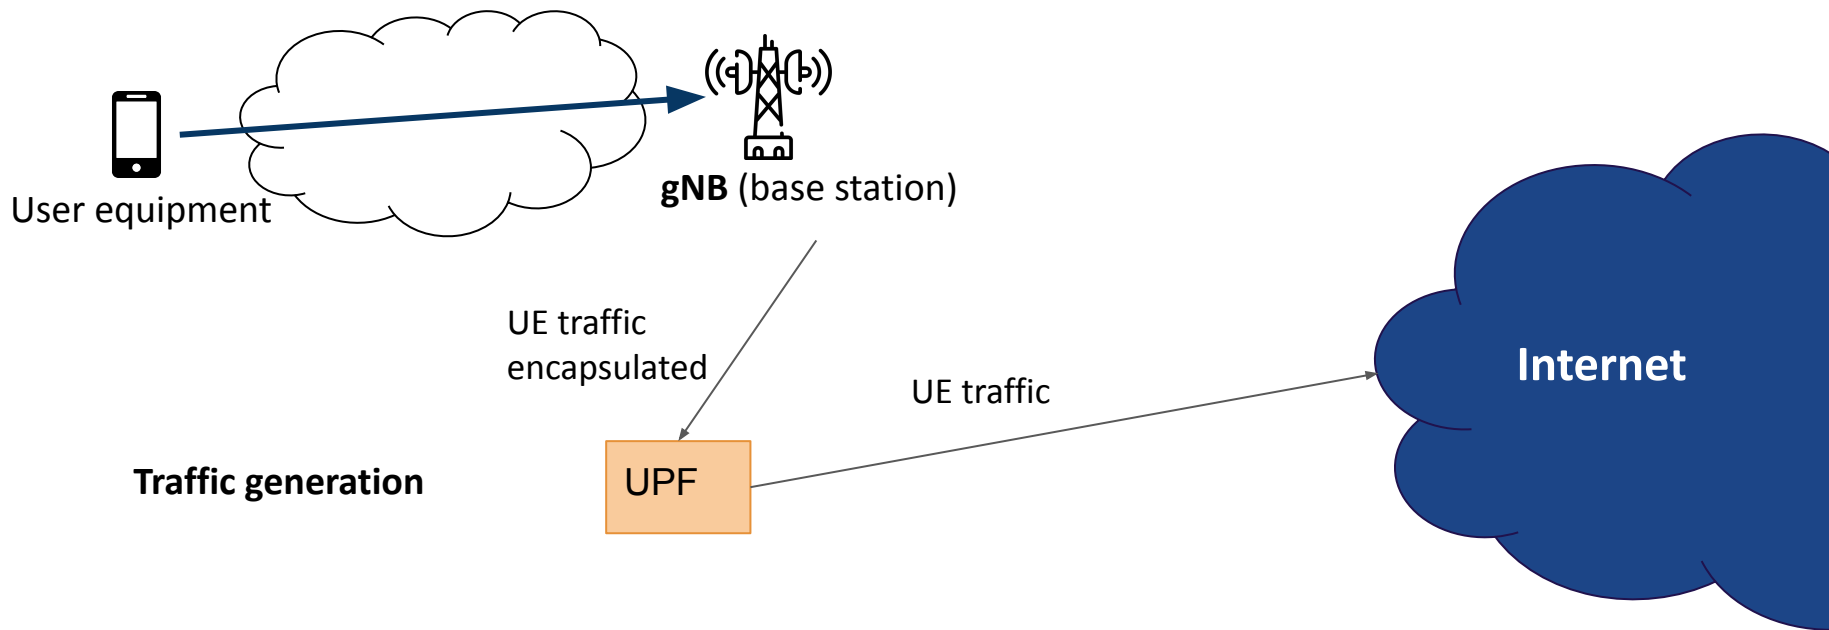 User equipment
gNB (base station)
UE traffic
encapsulated
UE traffic
Internet
Traffic generation
UPF